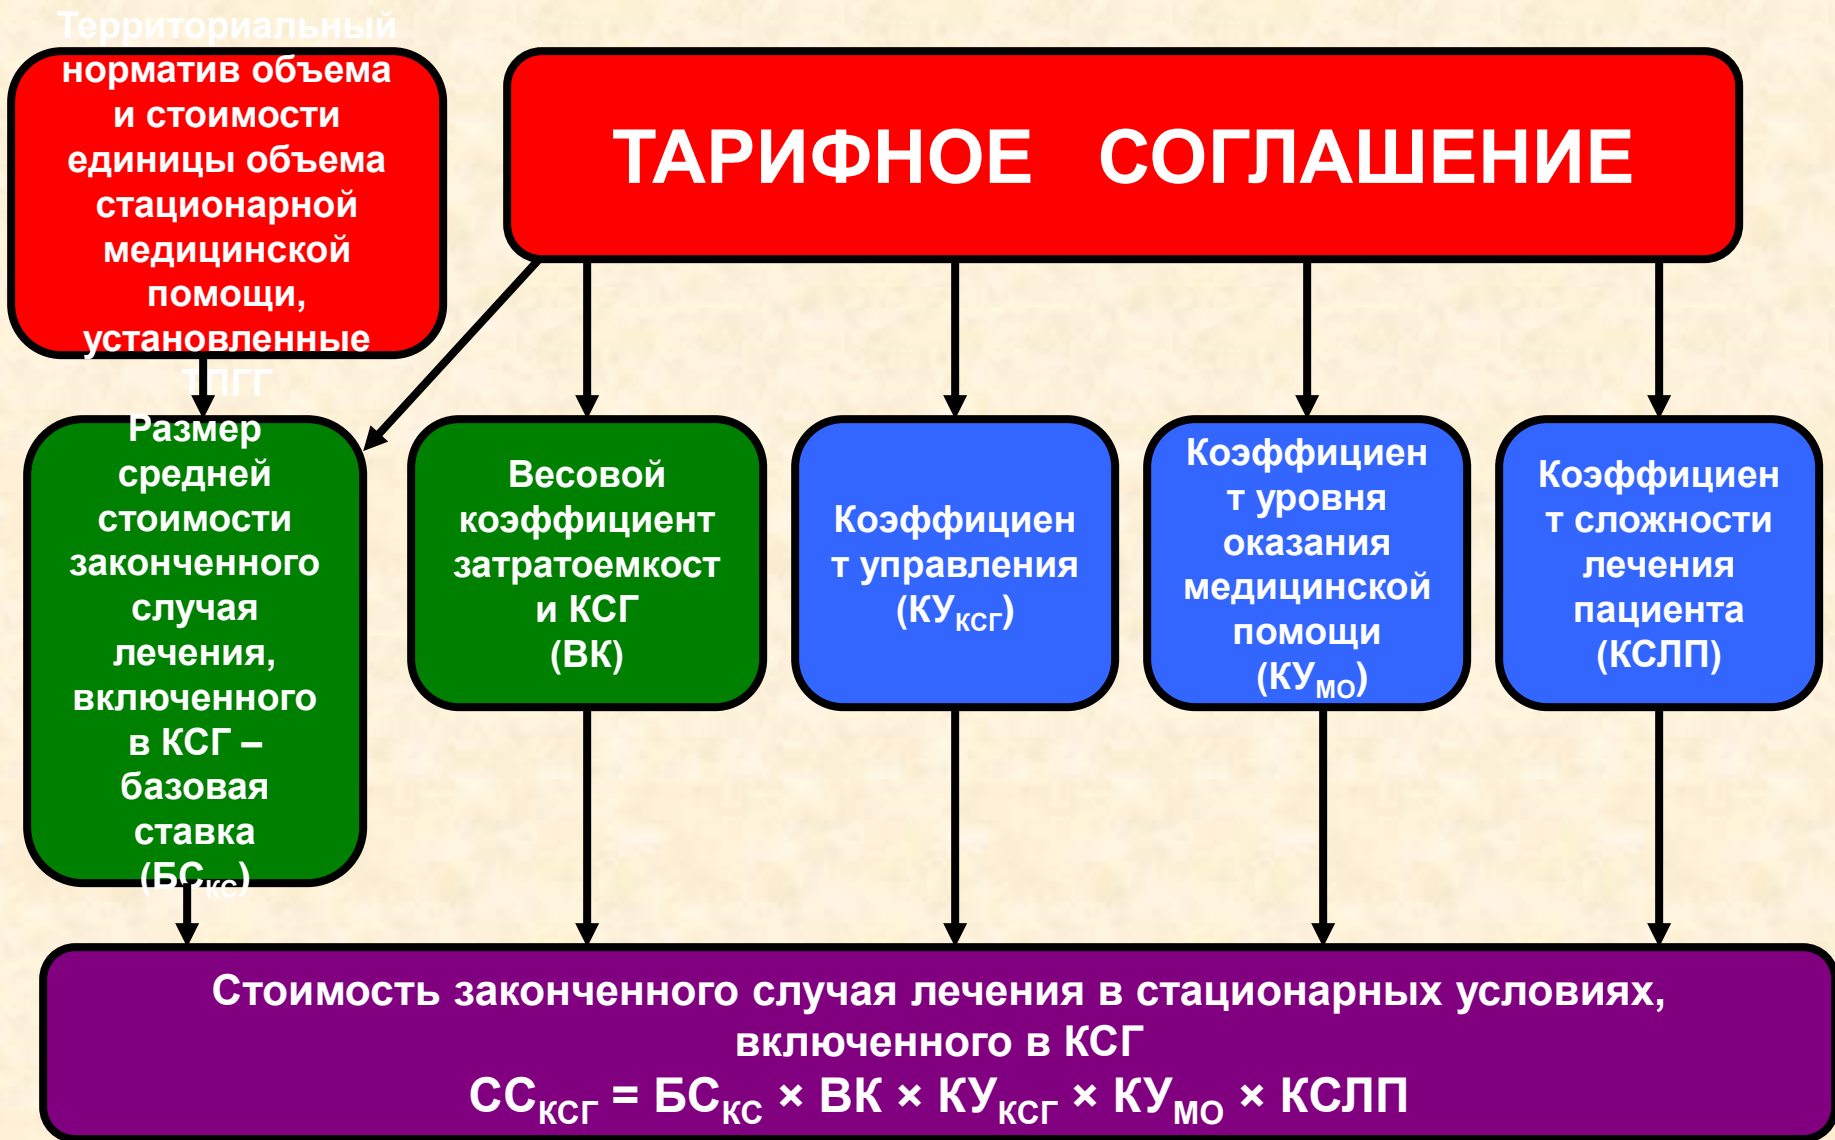 Территориальный
норматив объема
и стоимости
единицы объема
стационарной
медицинской
помощи,
установленные
ТПГГ
ТАРИФНОЕ СОГЛАШЕНИЕ
Размер
средней
стоимости
законченного
случая
лечения,
включенного
в КСГ –
базовая
ставка
(БСКС)
Весовой
коэффициент
затратоемкост
и КСГ
(ВК)
Коэффициен
т управления
(КУКСГ)
Коэффициен
т уровня
оказания
медицинской
помощи
(КУМО)
Коэффициен
т сложности
лечения
пациента
(КСЛП)
Стоимость законченного случая лечения в стационарных условиях,
включенного в КСГ
ССКСГ = БСКС × ВК × КУКСГ × КУМО × КСЛП